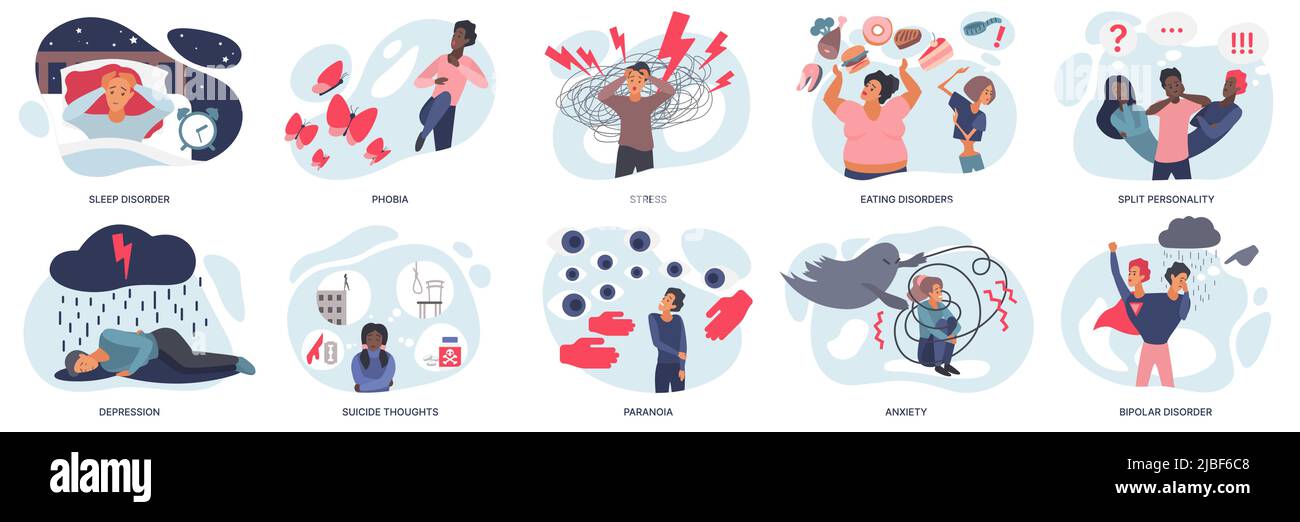 SLEEP DISORDER
PHOBIA
STRESS
EATING DISORDERS
SPLIT PERSONALITY
?
...
!!!
!
DEPRESSION
SUICIDE THOUGHTS
PARANOIA
ANXIETY
BIPOLAR DISORDER
alamy
Image ID: 2JBF6C8
www.alamy.com